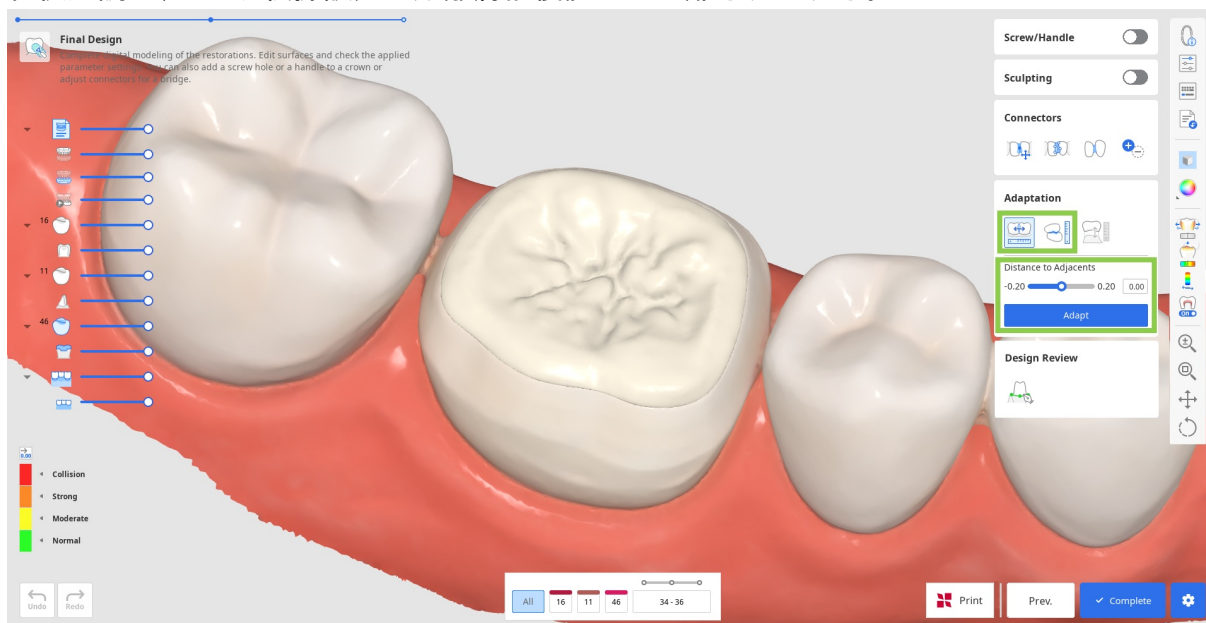 Final Design
Complete digital modeling of the restorations. Edit surfaces and check the applied
parameter settings. You can also add a screw hole or a handle to a crown or
adjust connectors for a bridge.
16
11
46
0.00
Collision
Strong
Moderate
Normal
Undo
Redo
All
16
11
46
34 - 36
Screw/Handle
Sculpting
Connectors
Adaptation
Distance to Adjacents
-0.20
0.20
0.00
Adapt
Design Review
ON
Print
Prev.
Complete